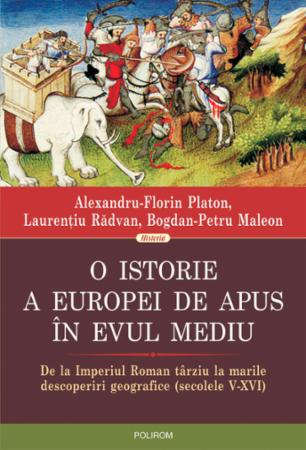 Alexandru-Florin Platon,
Laurențiu Rădvan, Bogdan-Petru Maleon
Historia
O ISTORIE
A EUROPEI DE APUS
ÎN EVUL MEDIU
De la Imperiul Roman târziu la marile
descoperiri geografice (secolele V-XVI)
POLIROM